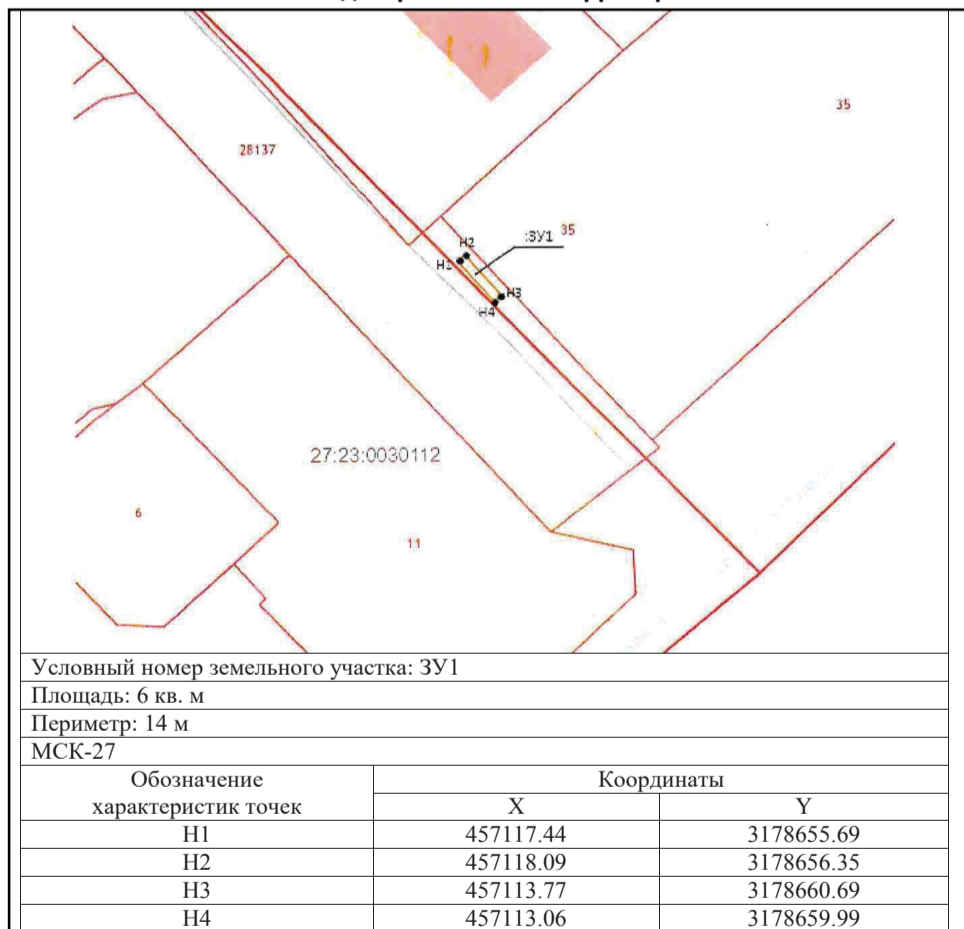 35
28137
:ЗУ1 35
Н2
Н1
Н3
Н4
27:23:0030112
6
11
Условный номер земельного участка: ЗУ1
Площадь: 6 кв. м
Периметр: 14 м
МСК-27
Обозначение характеристик точек
Координаты
X Y
Н1 457117.44 3178655.69
Н2 457118.09 3178656.35
Н3 457113.77 3178660.69
Н4 457113.06 3178659.99